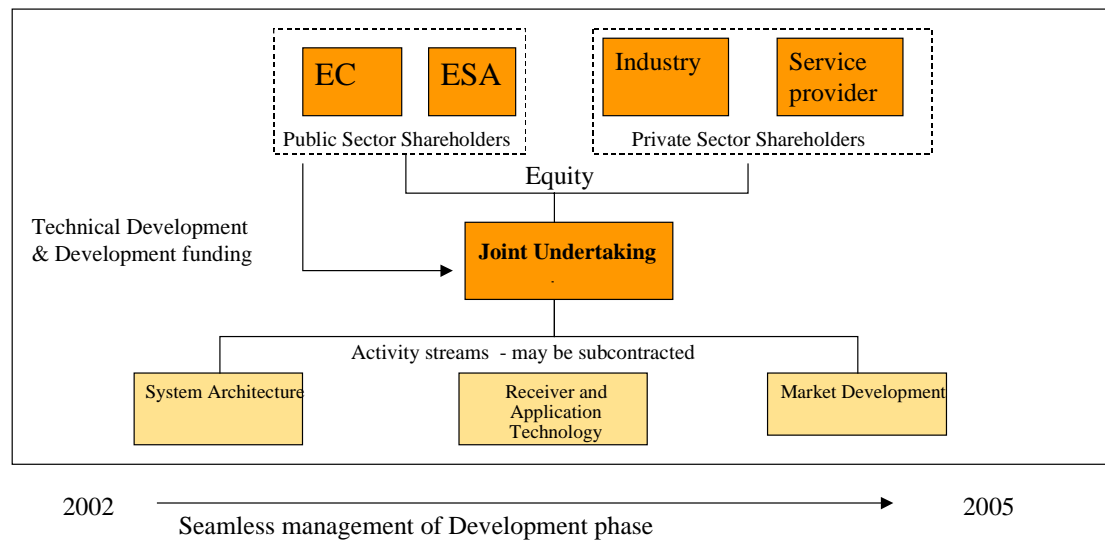 EC
ESA
Industry
Service
provider
Public Sector Shareholders
Private Sector Shareholders
Equity
Technical Development
& Development funding
Joint Undertaking
.
Activity streams - may be subcontracted
System Architecture
Receiver and
Application
Technology
Market Development
2002
2005
Seamless management of Development phase